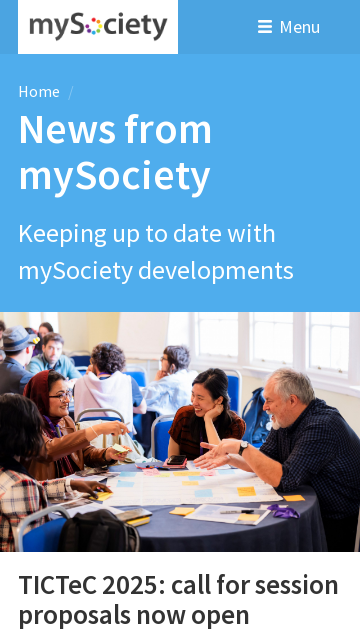 mySociety
Menu
Home /
News from
mySociety
Keeping up to date with
mySociety developments
TICTeC 2025: call for session
proposals now open